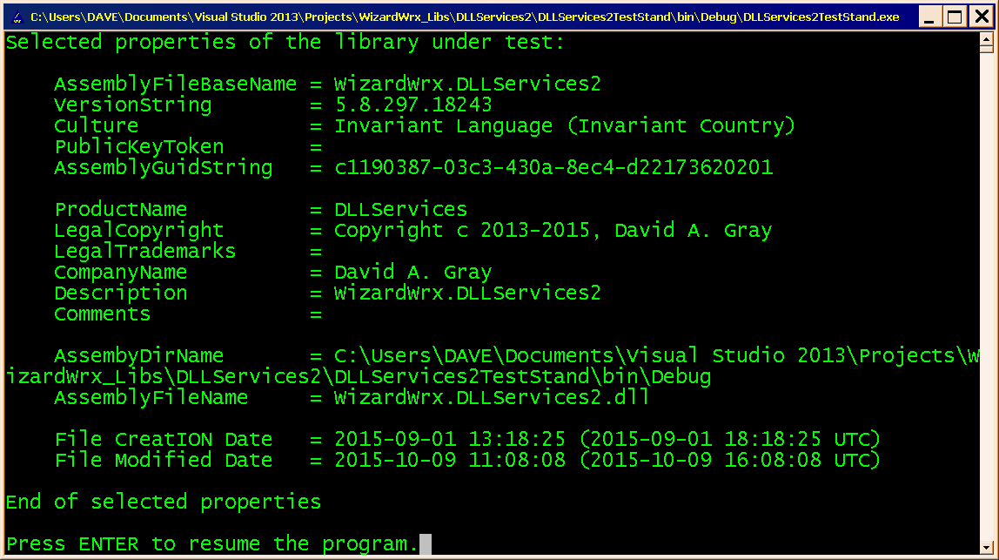 C:\Users\DAVE\Documents\Visual Studio 2013\Projects\WizardWrx_Libs\DLLServices2\DLLServices2TestStand\bin\Debug\DLLServices2TestStand.exe
Selected properties of the library under test:
AssemblyFileBaseName = WizardWrx.DLLServices2
VersionString = 5.8.297.18243
Culture = Invariant Language (Invariant Country)
PublicKeyToken =
AssemblyGuidString = c1190387-03c3-430a-8ec4-d22173620201
ProductName = DLLServices
LegalCopyright = Copyright c 2013-2015, David A. Gray
LegalTrademarks =
CompanyName = David A. Gray
Description = WizardWrx.DLLServices2
Comments =
AssembyDirName = C:\Users\DAVE\Documents\Visual Studio 2013\Projects\W
izardWrx_Libs\DLLServices2\DLLServices2TestStand\bin\Debug
AssemblyFileName = WizardWrx.DLLServices2.dll
File CreatION Date = 2015-09-01 13:18:25 (2015-09-01 18:18:25 UTC)
File Modified Date = 2015-10-09 11:08:08 (2015-10-09 16:08:08 UTC)
End of selected properties
Press ENTER to resume the program.